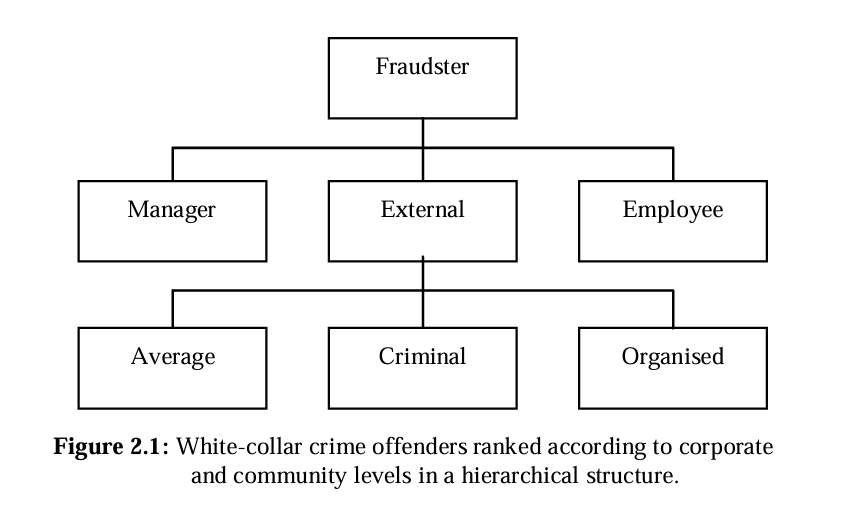 Fraudster
Manager
External
Employee
Average
Criminal
Organised
Figure 2.1: White-collar crime offenders ranked according to corporate
and community levels in a hierarchical structure.